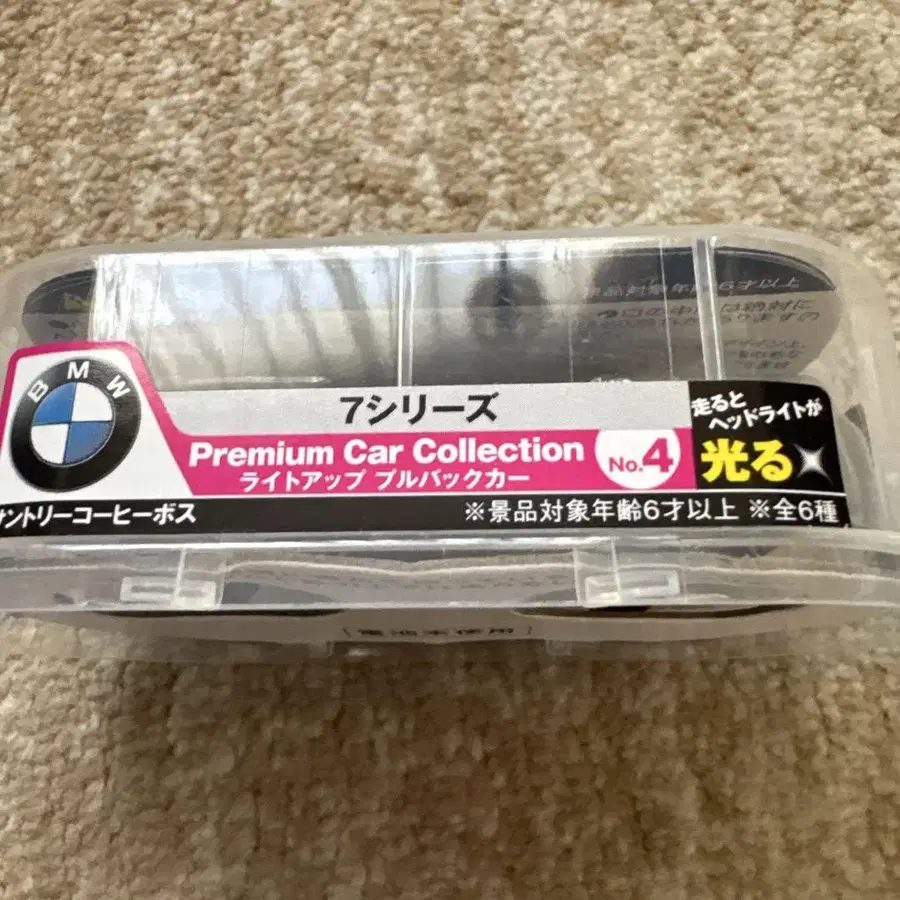 BMW
7シリーズ
Premium Car Collection
No.4
ライトアップ プルバックカー
走ると
ヘッドライトが
光る
サントリーコーヒーボス
※景品対象年齢6才以上 ※全6種